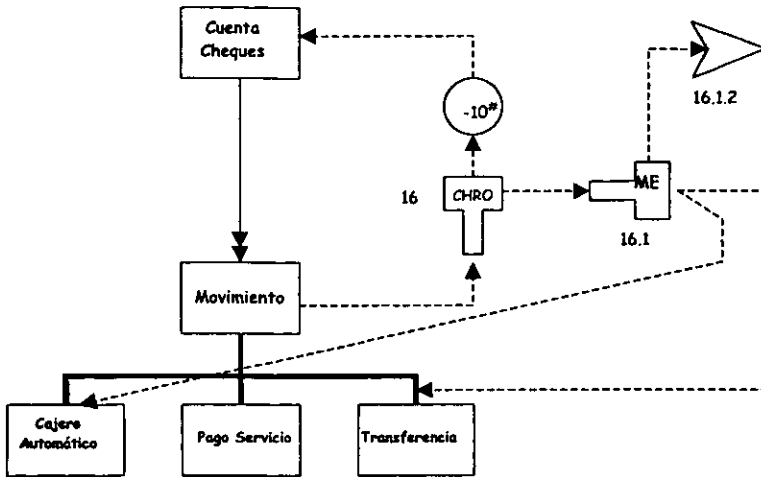 Cuenta
Cheques
-10#
16.1.2
16
CHRO
ME
16.1
Movimiento
Cajero
Automático
Pago Servicio
Transferencia